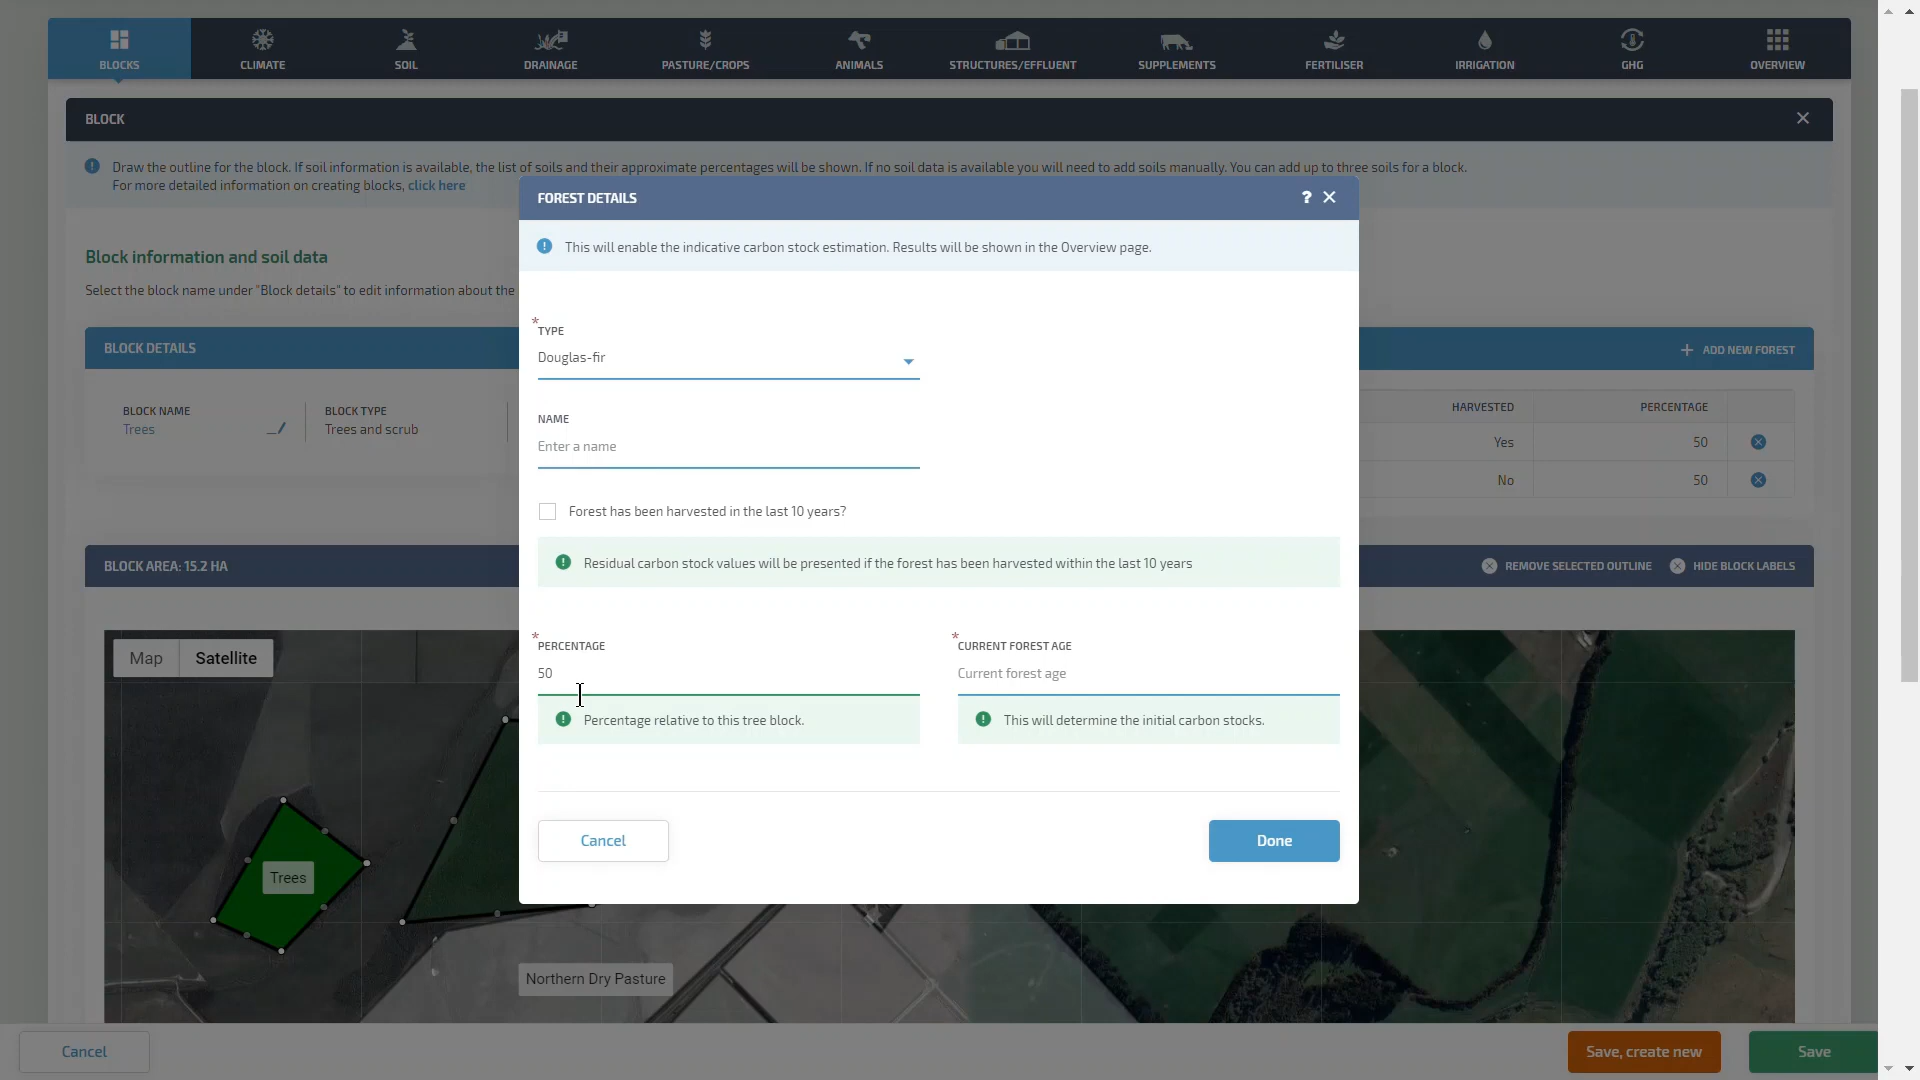 BLOCKS
CLIMATE
SOIL
DRAINAGE
PASTURE/CROPS
ANIMALS
STRUCTURES/EFFLUENT
SUPPLEMENTS
FERTILISER
IRRIGATION
GHG
OVERVIEW
BLOCK
Draw the outline for the block. If soil information is available, the list of soils and their approximate percentages will be shown. If no soil data is available you will need to add soils manually. You can add up to three soils for a block.
For more detailed information on creating blocks, click here
FOREST DETAILS
?
This will enable the indicative carbon stock estimation. Results will be shown in the Overview page.
Block information and soil data
Select the block name under "Block details" to edit information about the
BLOCK DETAILS
+ ADD NEW FOREST
BLOCK NAME
Trees
BLOCK TYPE
Trees and scrub
HARVESTED
PERCENTAGE
Yes
50
No
50
* TYPE
Douglas-fir
NAME
Enter a name
Forest has been harvested in the last 10 years?
Residual carbon stock values will be presented if the forest has been harvested within the last 10 years
* PERCENTAGE
50
Percentage relative to this tree block.
* CURRENT FOREST AGE
Current forest age
This will determine the initial carbon stocks.
Cancel
Done
BLOCK AREA: 15.2 HA
REMOVE SELECTED OUTLINE
HIDE BLOCK LABELS
Map
Satellite
Trees
Northern Dry Pasture
Cancel
Save, create new
Save